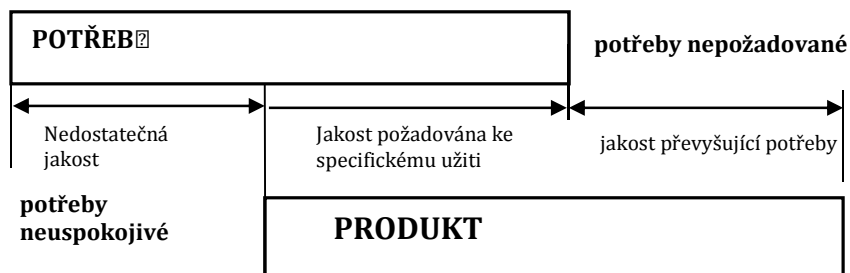 POTŘEB⍰
potřeby nepožadované
Nedostatečná
jakost
Jakost požadována ke
specifickému užiti
jakost převyšující potřeby
potřeby
neuspokojivé
PRODUKT